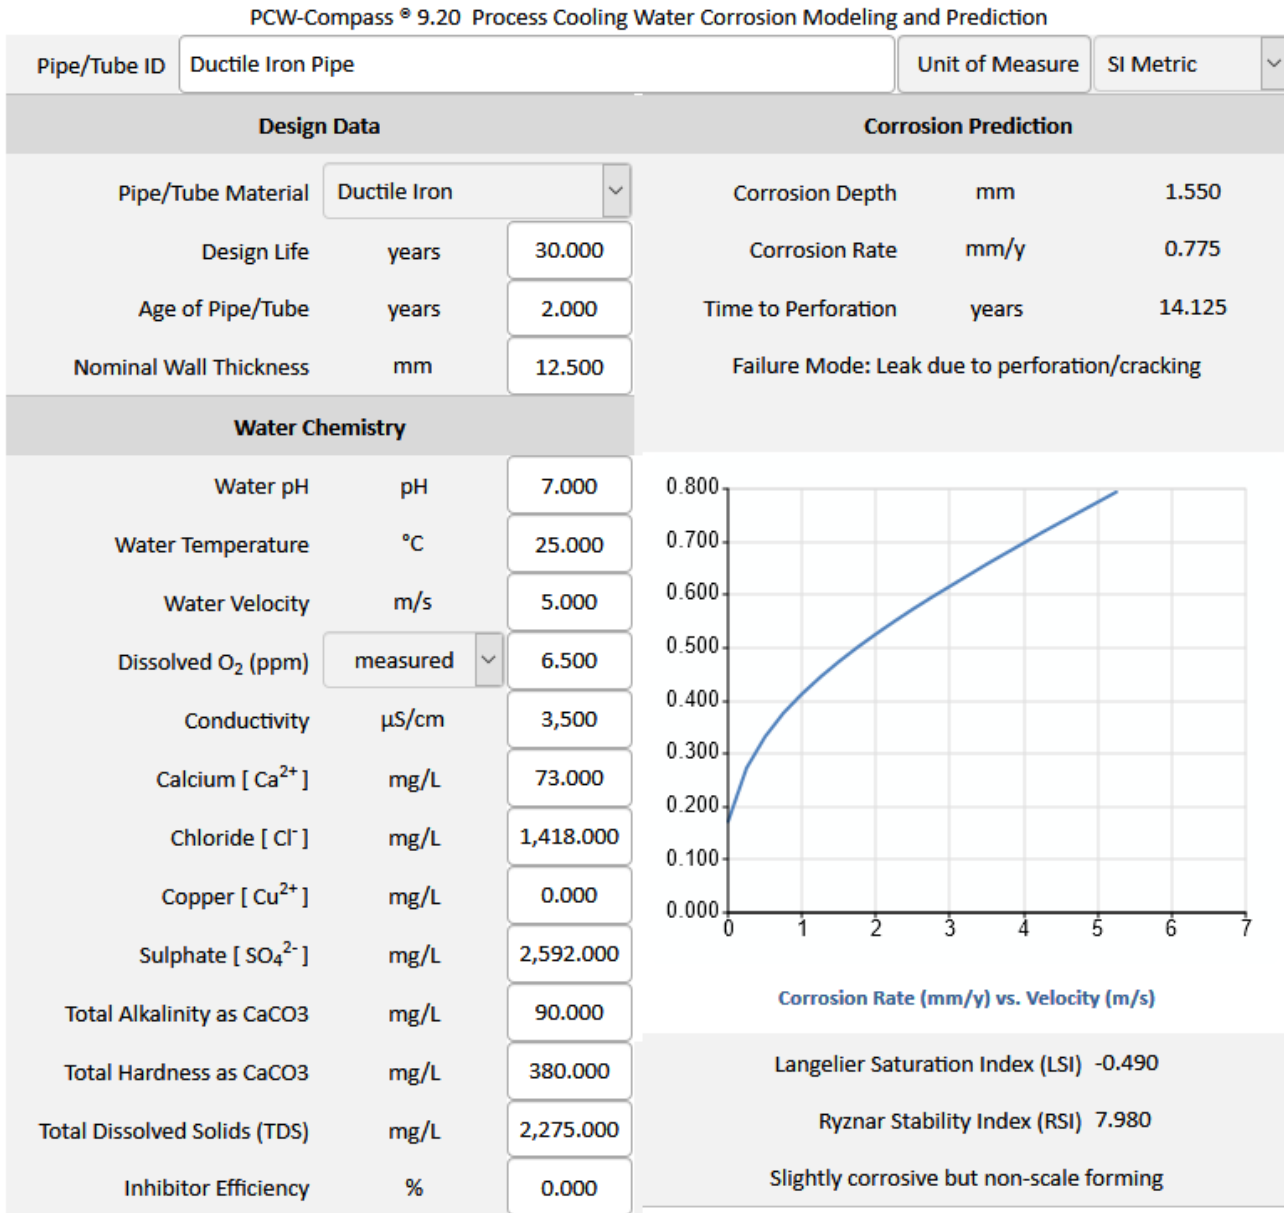 PCW-Compass ® 9.20 Process Cooling Water Corrosion Modeling and Prediction
Pipe/Tube ID Ductile Iron Pipe Unit of Measure SI Metric
Design Data
Pipe/Tube Material Ductile Iron
Design Life years 30.000
Age of Pipe/Tube years 2.000
Nominal Wall Thickness mm 12.500
Water Chemistry
Water pH pH 7.000
Water Temperature °C 25.000
Water Velocity m/s 5.000
Dissolved O₂ (ppm) measured 6.500
Conductivity µS/cm 3,500
Calcium [ Ca²⁺ ] mg/L 73.000
Chloride [ Cl⁻ ] mg/L 1,418.000
Copper [ Cu²⁺ ] mg/L 0.000
Sulphate [ SO₄²⁻ ] mg/L 2,592.000
Total Alkalinity as CaCO3 mg/L 90.000
Total Hardness as CaCO3 mg/L 380.000
Total Dissolved Solids (TDS) mg/L 2,275.000
Inhibitor Efficiency % 0.000
Corrosion Prediction
Corrosion Depth mm 1.550
Corrosion Rate mm/y 0.775
Time to Perforation years 14.125
Failure Mode: Leak due to perforation/cracking
0.800
0.700
0.600
0.500
0.400
0.300
0.200
0.100
0.000
0 1 2 3 4 5 6 7
Corrosion Rate (mm/y) vs. Velocity (m/s)
Langelier Saturation Index (LSI) -0.490
Ryznar Stability Index (RSI) 7.980
Slightly corrosive but non-scale forming